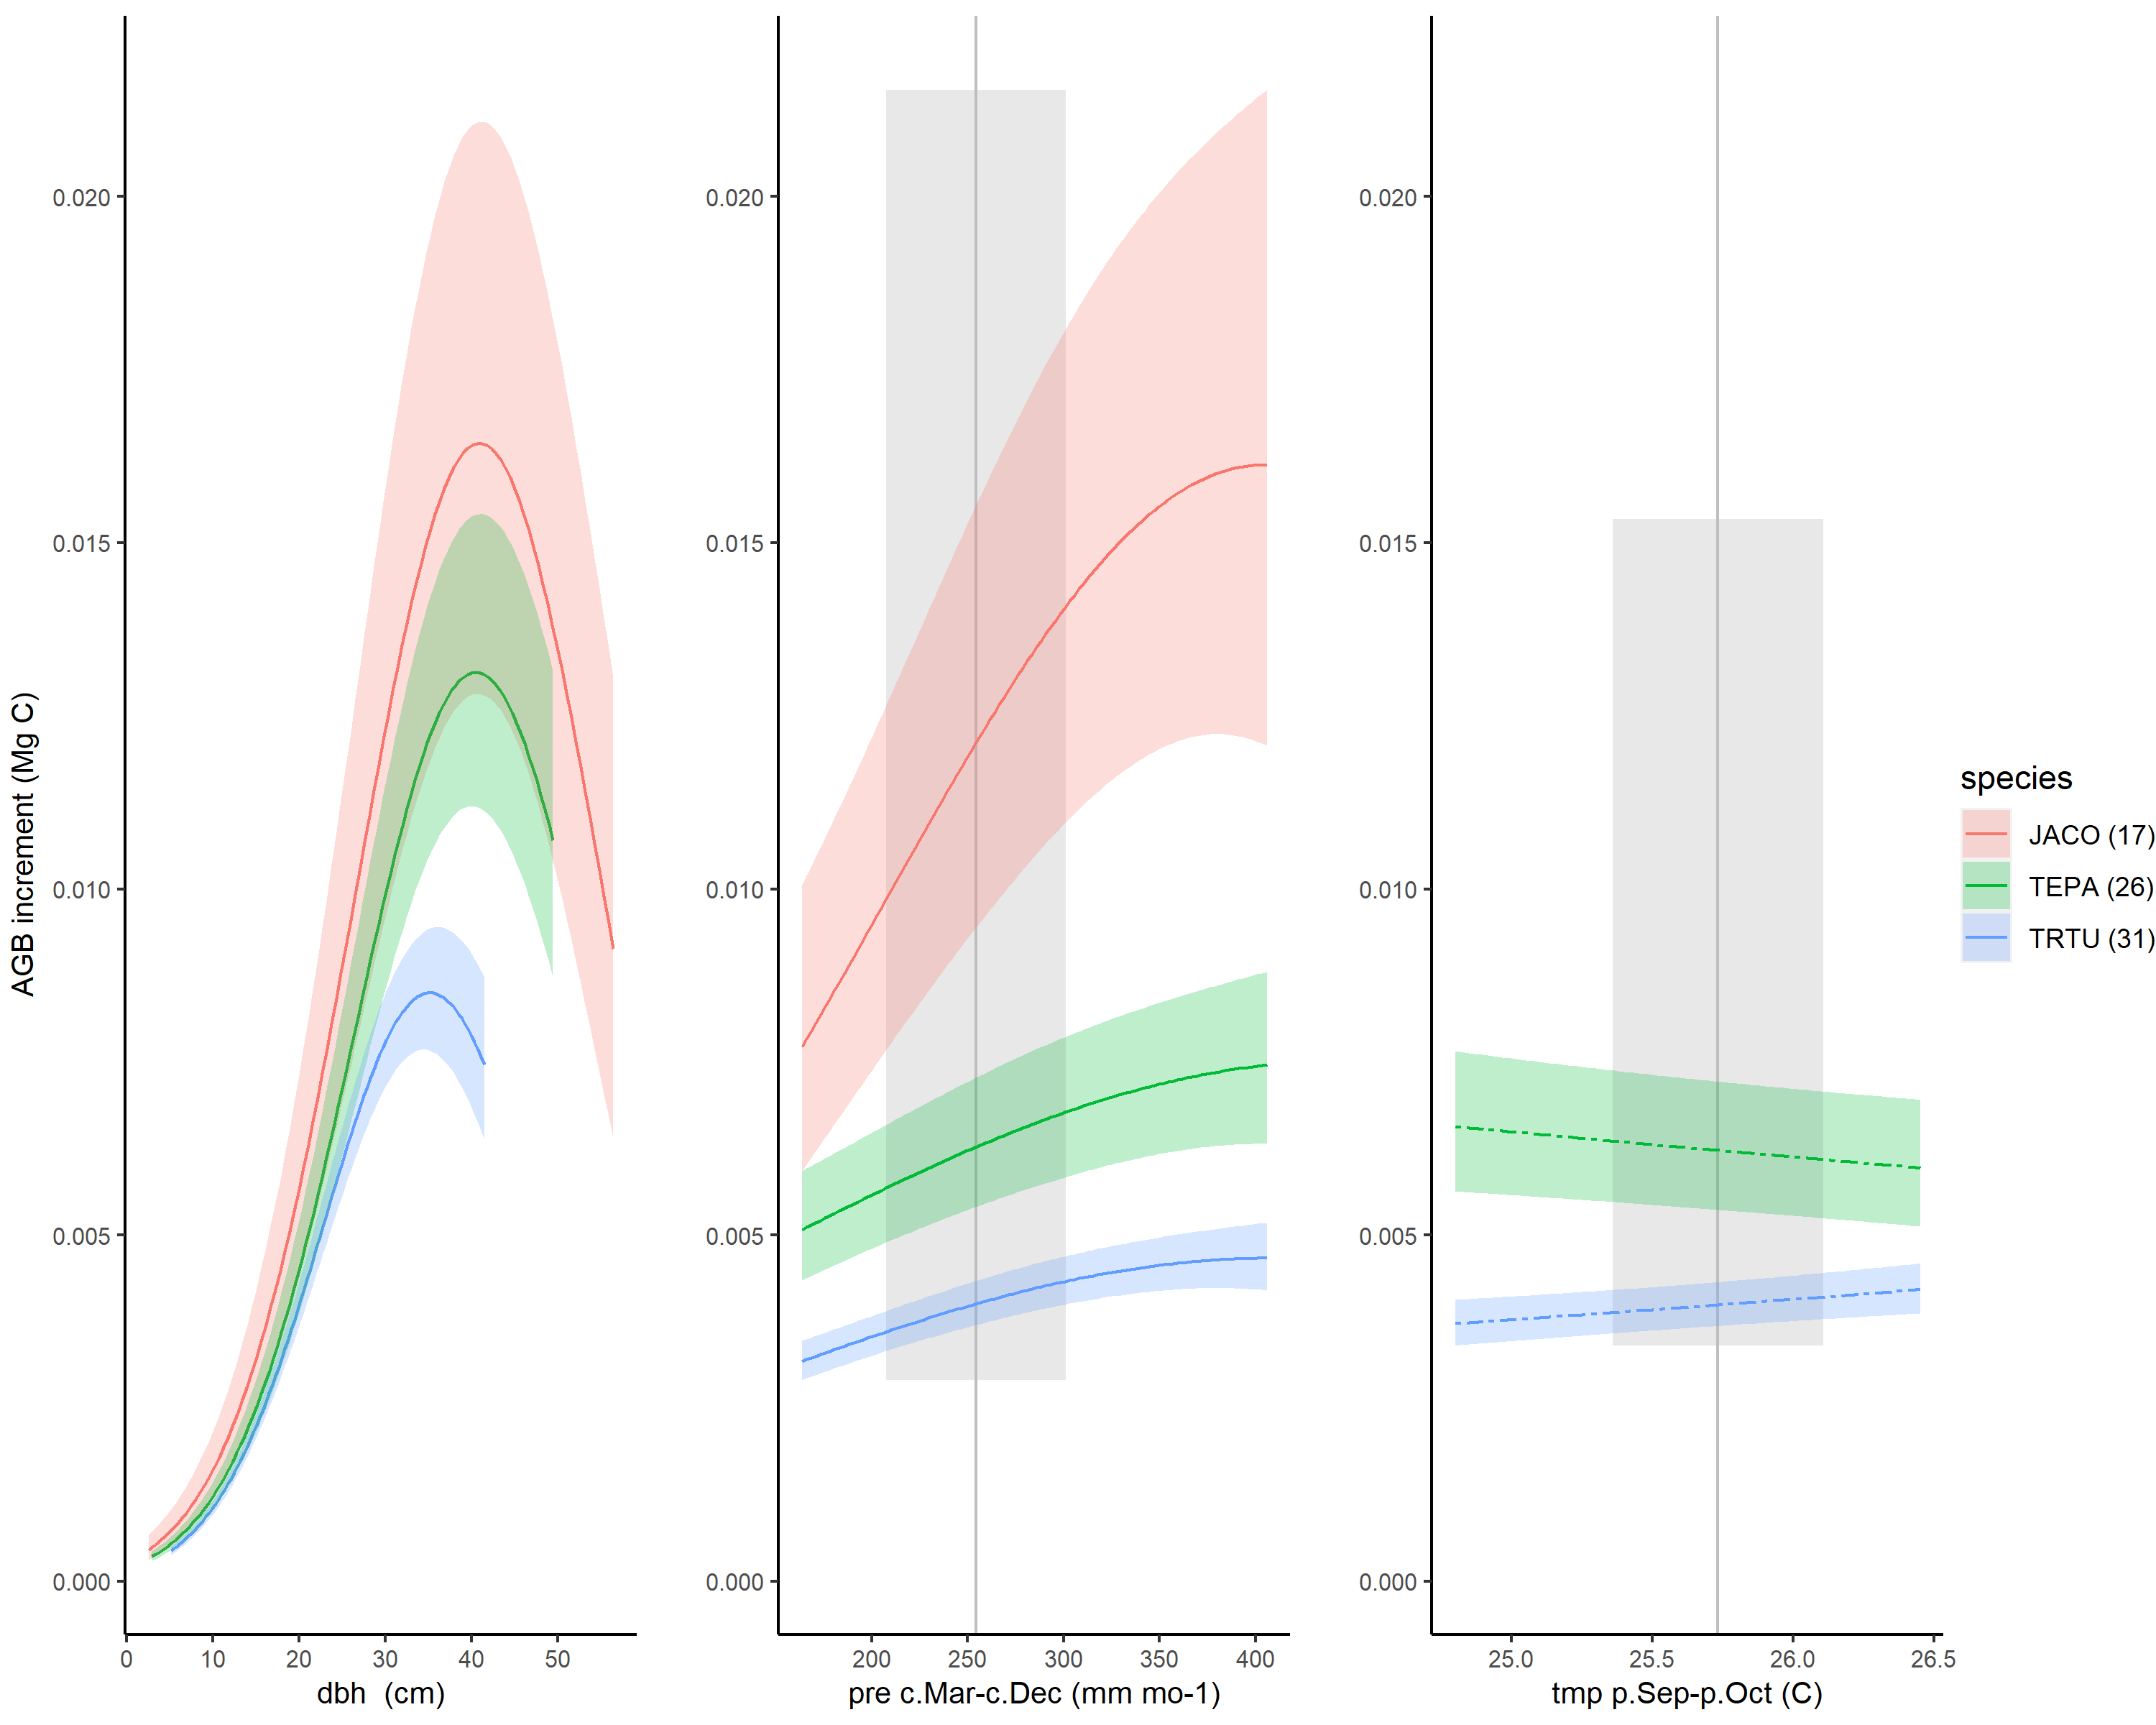 AGB increment (Mg C)
0.020
0.015
0.010
0.005
0.000
0 10 20 30 40 50
dbh  (cm)
0.020
0.015
0.010
0.005
0.000
200 250 300 350 400
pre c.Mar-c.Dec (mm mo-1)
0.020
0.015
0.010
0.005
0.000
25.0 25.5 26.0 26.5
tmp p.Sep-p.Oct (C)
species
JACO (17)
TEPA (26)
TRTU (31)